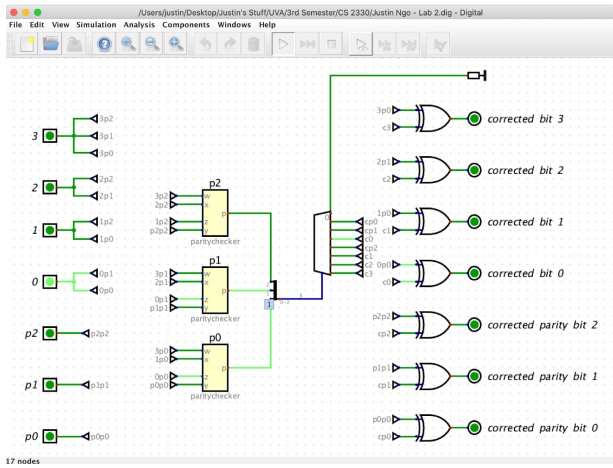 /Users/justin/Desktop/Justin's Stuff/UVA/3rd Semester/CS 2330/Justin Ngo - Lab 2.dig - Digital
File Edit View Simulation Analysis Components Windows Help
3
3p2
3p1
3p0
2
2p2
2p1
1
1p2
1p0
0
0p1
0p0
p2
p2p2
p1
p1p1
p0
p0p0
p2
3p2
2p2
1p2
p2p2
w
x
z
y
p
paritychecker
p1
3p1
2p1
0p1
p1p1
w
x
z
y
p
paritychecker
p0
3p0
1p0
0p0
p0p0
w
x
z
y
p
paritychecker
1
0-2
0
cp0
cp1
c0
cp2
c1
c2
c3
3p0
c3
corrected bit 3
2p1
c2
corrected bit 2
1p0
c1
corrected bit 1
0p0
c0
corrected bit 0
p2p2
cp2
corrected parity bit 2
p1p1
cp1
corrected parity bit 1
p0p0
cp0
corrected parity bit 0
17 nodes